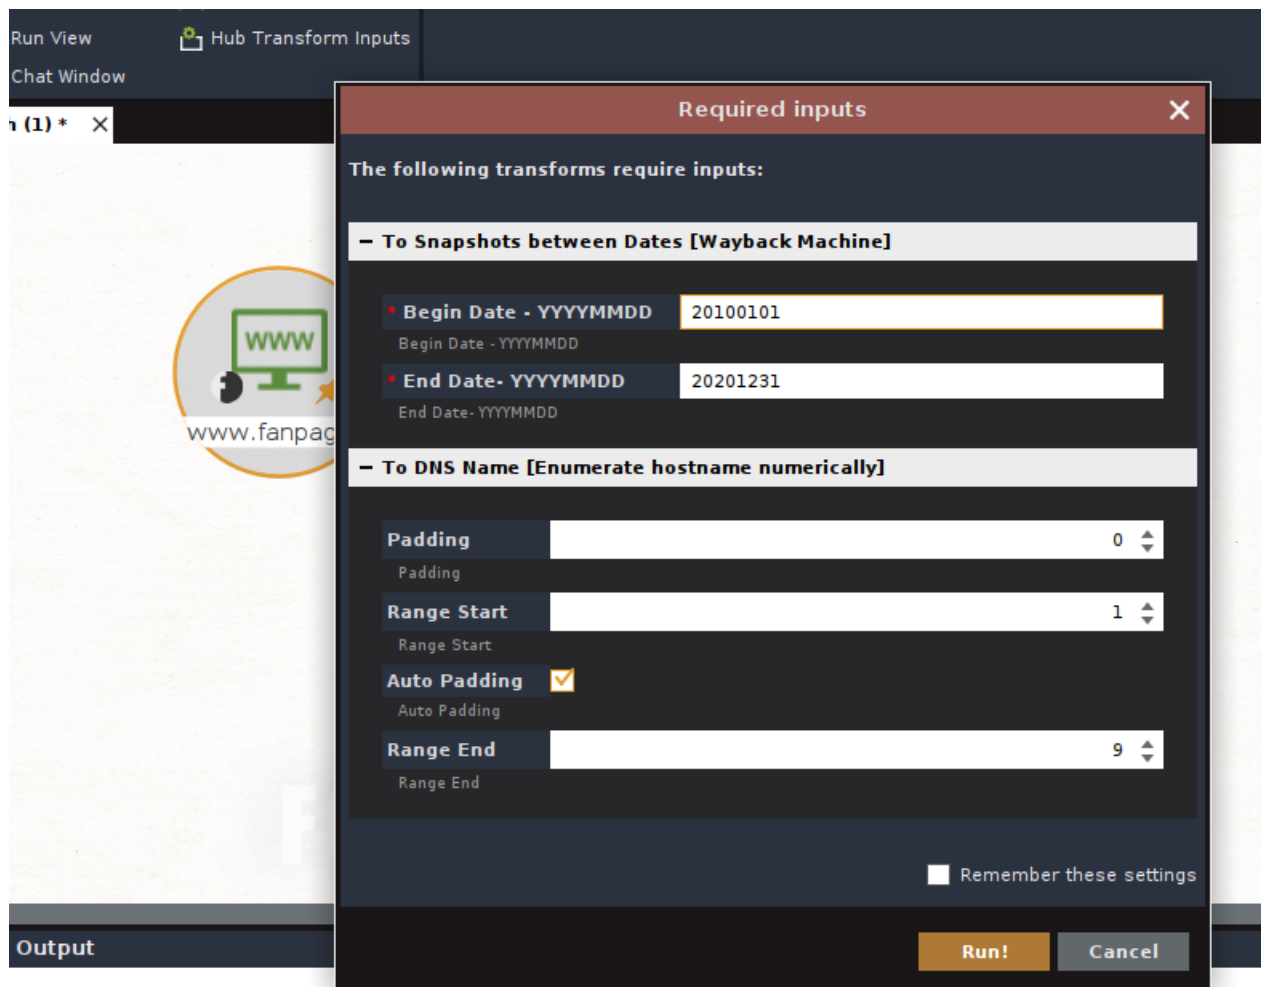 Run View
Hub Transform Inputs
Chat Window
(1) *
Required inputs
The following transforms require inputs:
To Snapshots between Dates [Wayback Machine]
* Begin Date - YYYYMMDD 20100101
Begin Date - YYYYMMDD
* End Date- YYYYMMDD 20201231
End Date- YYYYMMDD
www
www.fanpag
To DNS Name [Enumerate hostname numerically]
Padding 0
Padding
Range Start 1
Range Start
Auto Padding
Auto Padding
Range End 9
Range End
Remember these settings
Output
Run!
Cancel